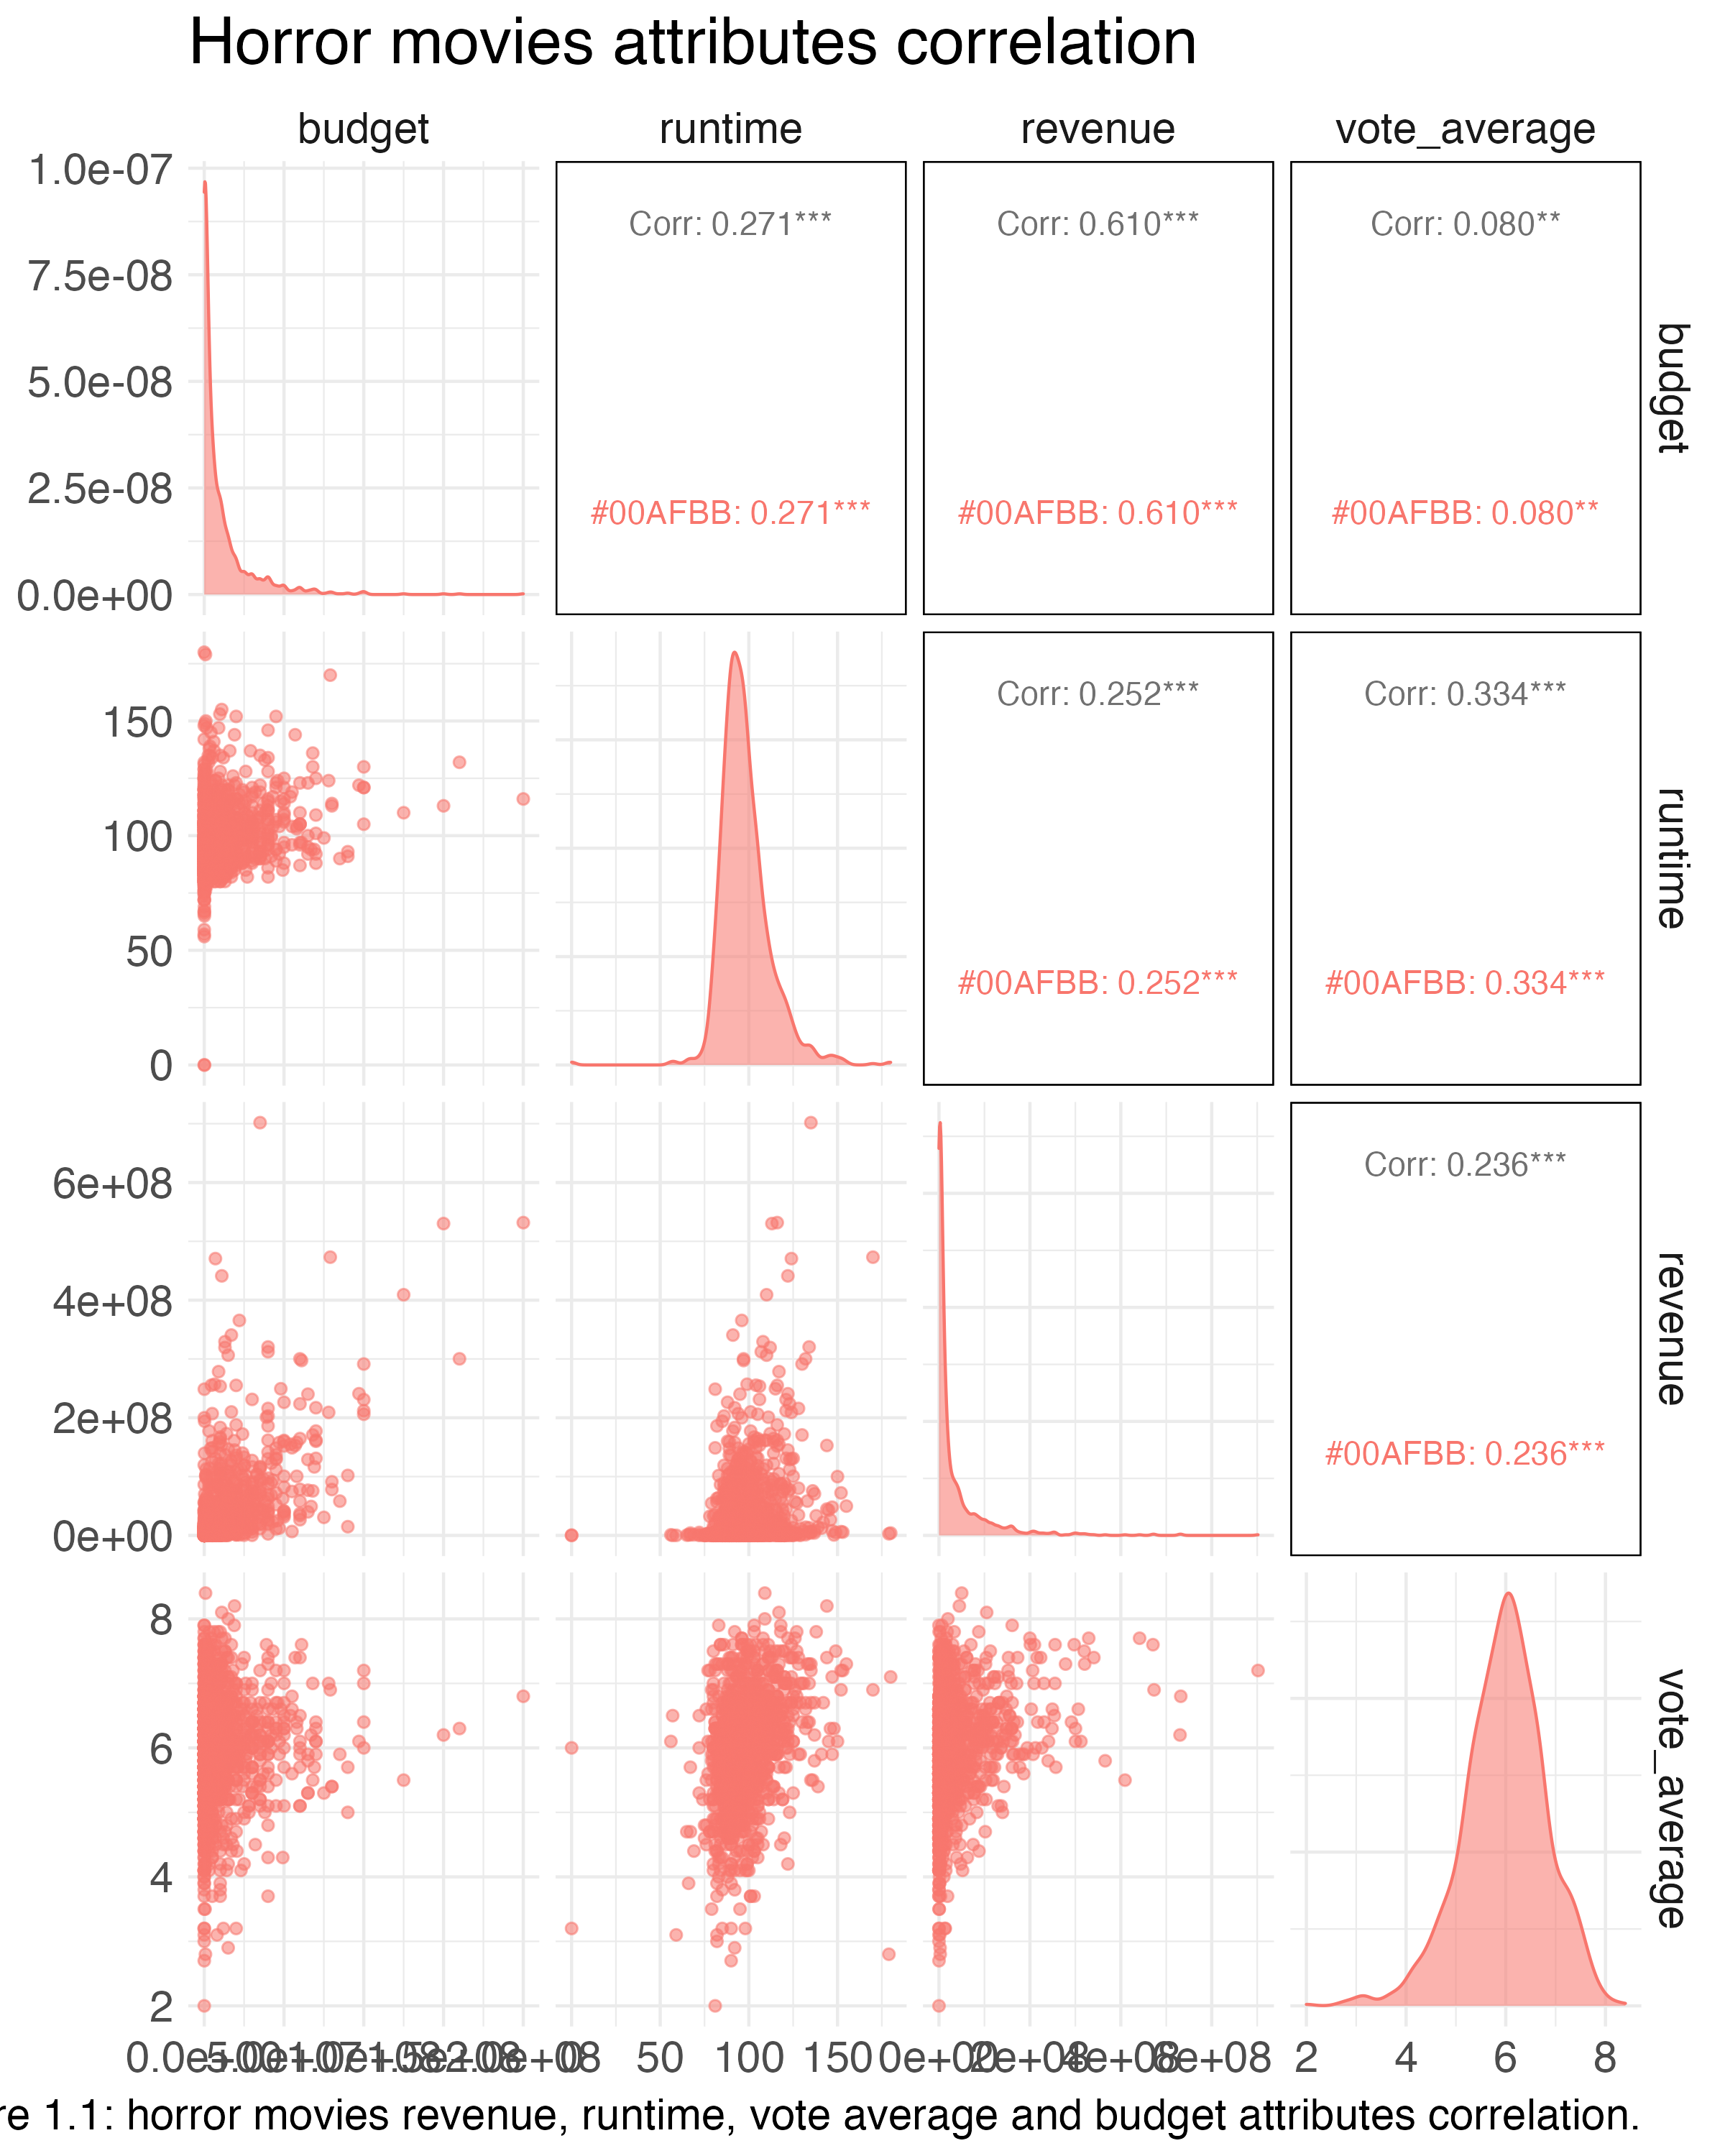 Horror movies attributes correlation
budget runtime revenue vote_average
1.0e-07
7.5e-08
5.0e-08
2.5e-08
0.0e+00
Corr: 0.271***
#00AFBB: 0.271***
Corr: 0.610***
#00AFBB: 0.610***
Corr: 0.080**
#00AFBB: 0.080**
budget
150
100
50
0
Corr: 0.252***
#00AFBB: 0.252***
Corr: 0.334***
#00AFBB: 0.334***
runtime
6e+08
4e+08
2e+08
0e+00
Corr: 0.236***
#00AFBB: 0.236***
revenue
8
6
4
2
vote_average
50 100 150
2 4 6 8
re 1.1: horror movies revenue, runtime, vote average and budget attributes correlation.